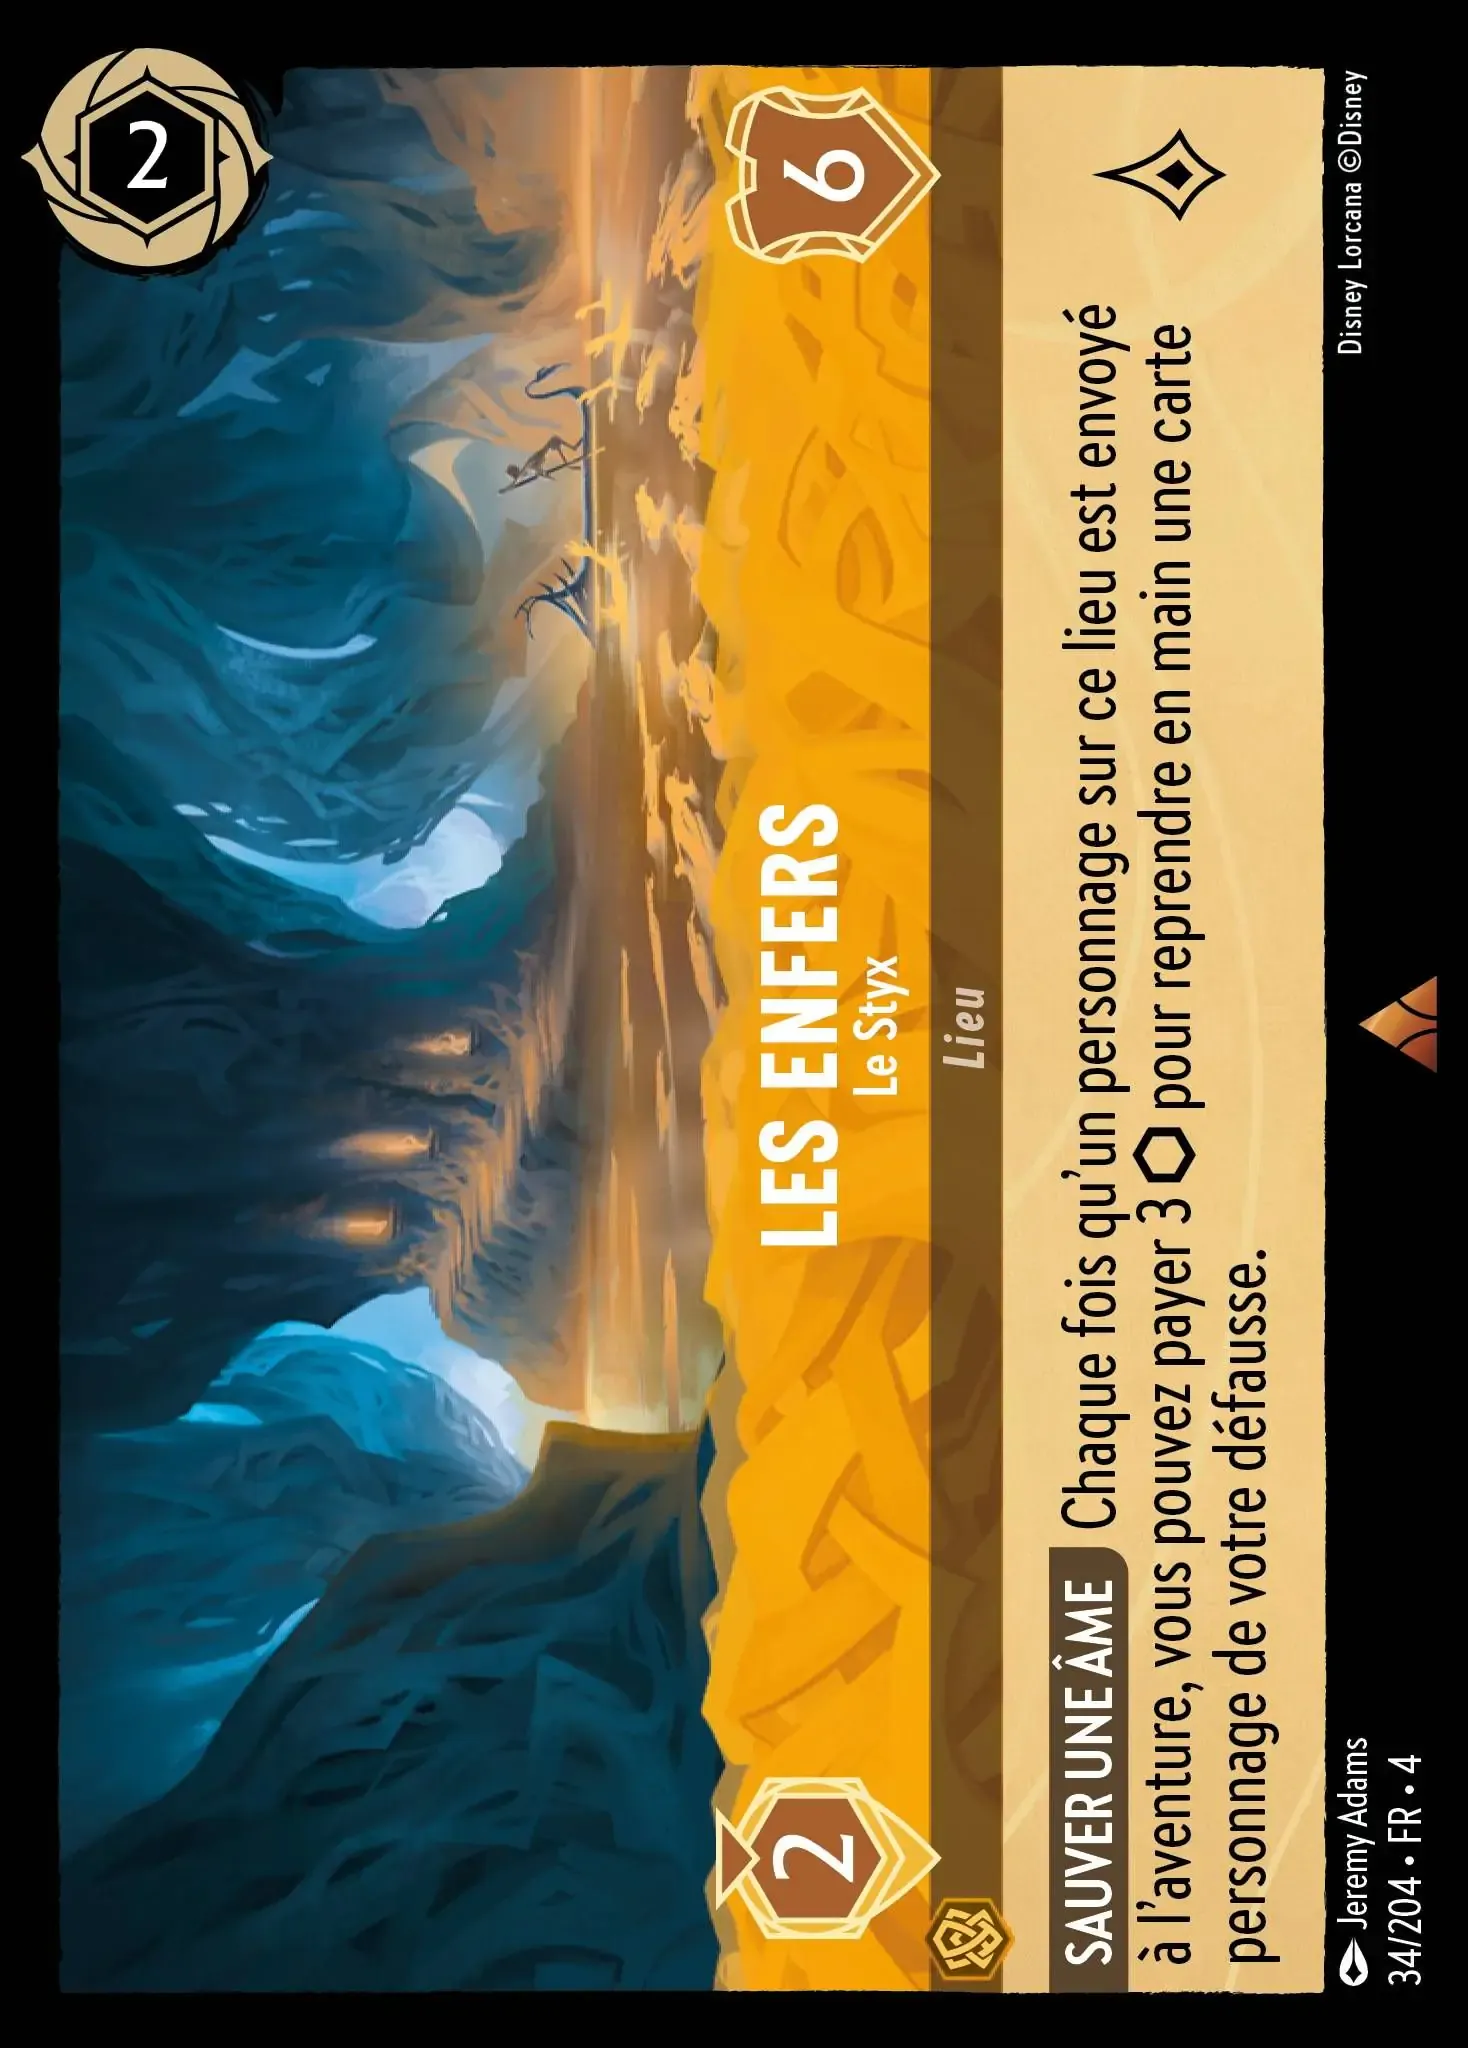 2
LES ENFERS
Le Styx
2
6
Lieu
SAUVER UNE ÂME Chaque fois qu'un personnage sur ce lieu est envoyé
à l'aventure, vous pouvez payer 3 ⬡ pour reprendre en main une carte
personnage de votre défausse.
Jeremy Adams
34/204 • FR • 4
Disney Lorcana ©Disney